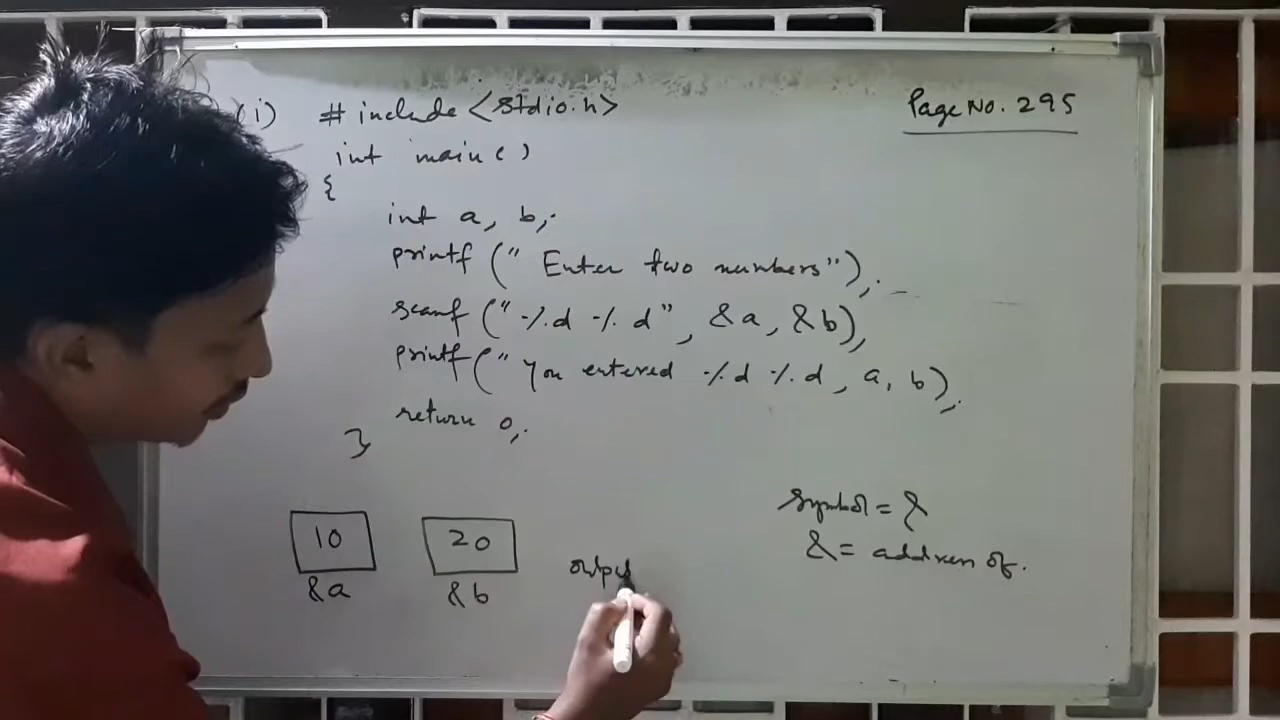 (i) #include <stdio.h>
Page No. 295
int main()
{
int a, b;
printf (" Enter two numbers");
scanf (" %d %d", &a, &b);
printf (" You entered %d %d, a, b);
return 0;
}
10 20
&a &b
symbol = &
& = address of.
outpu